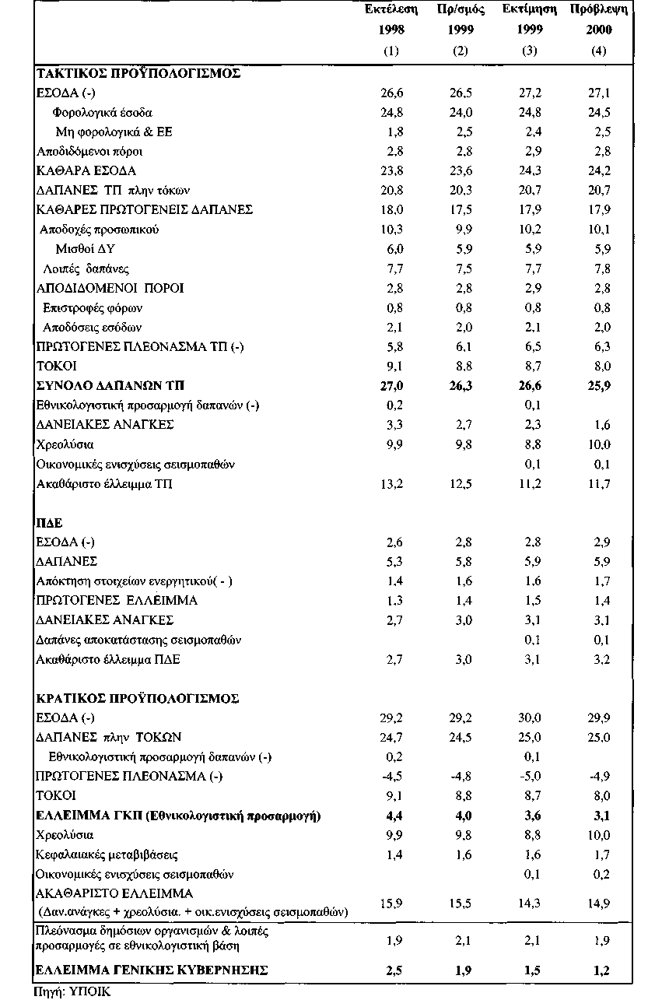 Εκτέλεση Πρ/σμός Εκτίμηση Πρόβλεψη
1998 1999 1999 2000
(1) (2) (3) (4)
ΤΑΚΤΙΚΟΣ ΠΡΟΫΠΟΛΟΓΙΣΜΟΣ
ΕΣΟΔΑ (-) 26,6 26,5 27,2 27,1
Φορολογικά έσοδα 24,8 24,0 24,8 24,5
Μη φορολογικά & ΕΕ 1,8 2,5 2,4 2,5
Αποδιδόμενοι πόροι 2,8 2,8 2,9 2,8
ΚΑΘΑΡΑ ΕΣΟΔΑ 23,8 23,6 24,3 24,2
ΔΑΠΑΝΕΣ ΤΠ πλην τόκων 20,8 20,3 20,7 20,7
ΚΑΘΑΡΕΣ ΠΡΩΤΟΓΕΝΕΙΣ ΔΑΠΑΝΕΣ 18,0 17,5 17,9 17,9
Αποδοχές προσωπικού 10,3 9,9 10,2 10,1
Μισθοί ΔΥ 6,0 5,9 5,9 5,9
Λοιπές δαπάνες 7,7 7,5 7,7 7,8
ΑΠΟΔΙΔΟΜΕΝΟΙ ΠΟΡΟΙ 2,8 2,8 2,9 2,8
Επιστροφές φόρων 0,8 0,8 0,8 0,8
Αποδόσεις εσόδων 2,1 2,0 2,1 2,0
ΠΡΩΤΟΓΕΝΕΣ ΠΛΕΟΝΑΣΜΑ ΤΠ (-) 5,8 6,1 6,5 6,3
ΤΟΚΟΙ 9,1 8,8 8,7 8,0
ΣΥΝΟΛΟ ΔΑΠΑΝΩΝ ΤΠ 27,0 26,3 26,6 25,9
Εθνικολογιστική προσαρμογή δαπανών (-) 0,2 0,1
ΔΑΝΕΙΑΚΕΣ ΑΝΑΓΚΕΣ 3,3 2,7 2,3 1,6
Χρεολύσια 9,9 9,8 8,8 10,0
Οικονομικές ενισχύσεις σεισμοπαθών 0,1 0,1
Ακαθάριστο έλλειμμα ΤΠ 13,2 12,5 11,2 11,7
ΠΔΕ
ΕΣΟΔΑ (-) 2,6 2,8 2,8 2,9
ΔΑΠΑΝΕΣ 5,3 5,8 5,9 5,9
Απόκτηση στοιχείων ενεργητικού( - ) 1,4 1,6 1,6 1,7
ΠΡΩΤΟΓΕΝΕΣ ΕΛΛΕΙΜΜΑ 1,3 1,4 1,5 1,4
ΔΑΝΕΙΑΚΕΣ ΑΝΑΓΚΕΣ 2,7 3,0 3,1 3,1
Δαπάνες αποκατάστασης σεισμοπαθών 0,1 0,1
Ακαθάριστο έλλειμμα ΠΔΕ 2,7 3,0 3,1 3,2
ΚΡΑΤΙΚΟΣ ΠΡΟΫΠΟΛΟΓΙΣΜΟΣ
ΕΣΟΔΑ (-) 29,2 29,2 30,0 29,9
ΔΑΠΑΝΕΣ πλην ΤΟΚΩΝ 24,7 24,5 25,0 25,0
Εθνικολογιστική προσαρμογή δαπανών (-) 0,2 0,1
ΠΡΩΤΟΓΕΝΕΣ ΠΛΕΟΝΑΣΜΑ (-) -4,5 -4,8 -5,0 -4,9
ΤΟΚΟΙ 9,1 8,8 8,7 8,0
ΕΛΛΕΙΜΜΑ ΓΚΠ (Εθνικολογιστική προσαρμογή) 4,4 4,0 3,6 3,1
Χρεολύσια 9,9 9,8 8,8 10,0
Κεφαλαιακές μεταβιβάσεις 1,4 1,6 1,6 1,7
Οικονομικές ενισχύσεις σεισμοπαθών 0,1 0,2
ΑΚΑΘΑΡΙΣΤΟ ΕΛΛΕΙΜΜΑ
(Δαν.ανάγκες + χρεολύσια. + οικ.ενισχύσεις σεισμοπαθών) 15,9 15,5 14,3 14,9
Πλεόνασμα δημόσιων οργανισμών & λοιπές
προσαρμογές σε εθνικολογιστική βάση 1,9 2,1 2,1 1,9
ΕΛΛΕΙΜΜΑ ΓΕΝΙΚΗΣ ΚΥΒΕΡΝΗΣΗΣ 2,5 1,9 1,5 1,2
Πηγή: ΥΠΟΙΚ